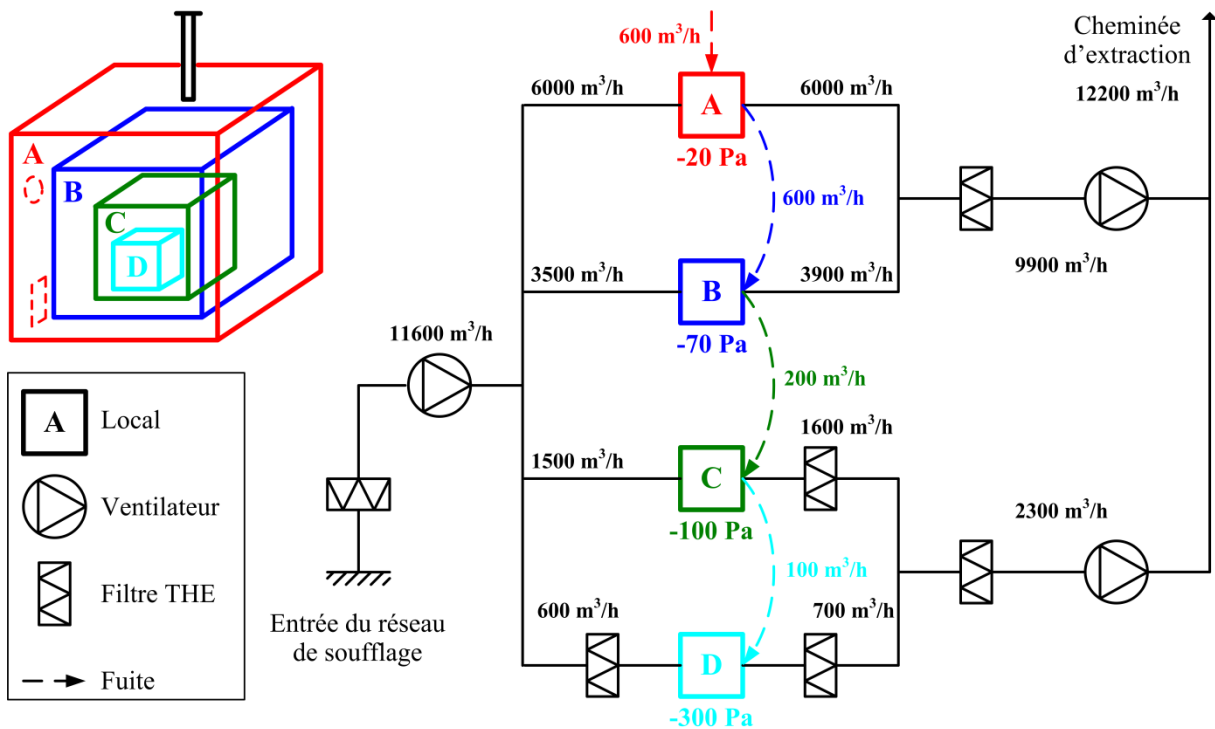 A
B
C
D
A
Local
Ventilateur
Filtre THE
Fuite
600 m³/h
6000 m³/h
A
6000 m³/h
-20 Pa
600 m³/h
3500 m³/h
B
3900 m³/h
-70 Pa
11600 m³/h
200 m³/h
1500 m³/h
C
1600 m³/h
-100 Pa
100 m³/h
600 m³/h
D
700 m³/h
-300 Pa
Entrée du réseau
de soufflage
Cheminée
d’extraction
12200 m³/h
9900 m³/h
2300 m³/h